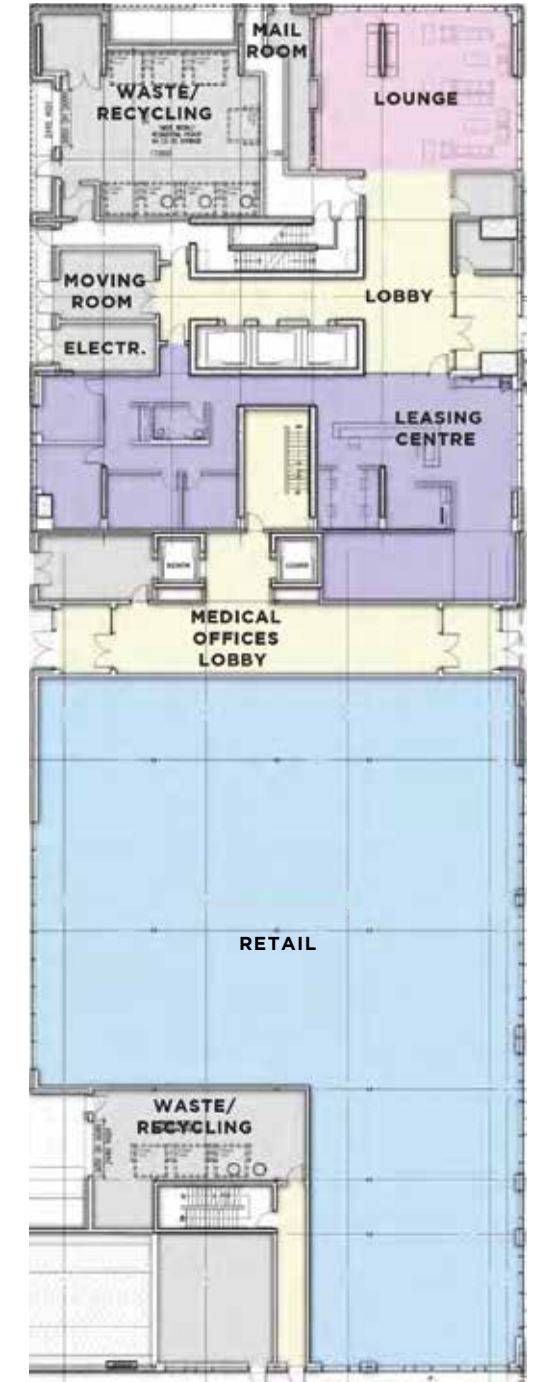 MAIL
ROOM
WASTE/
RECYCLING
LOUNGE
MOVING
ROOM
LOBBY
ELECTR.
LEASING
CENTRE
MEDICAL
OFFICES
LOBBY
RETAIL
WASTE/
RECYCLING